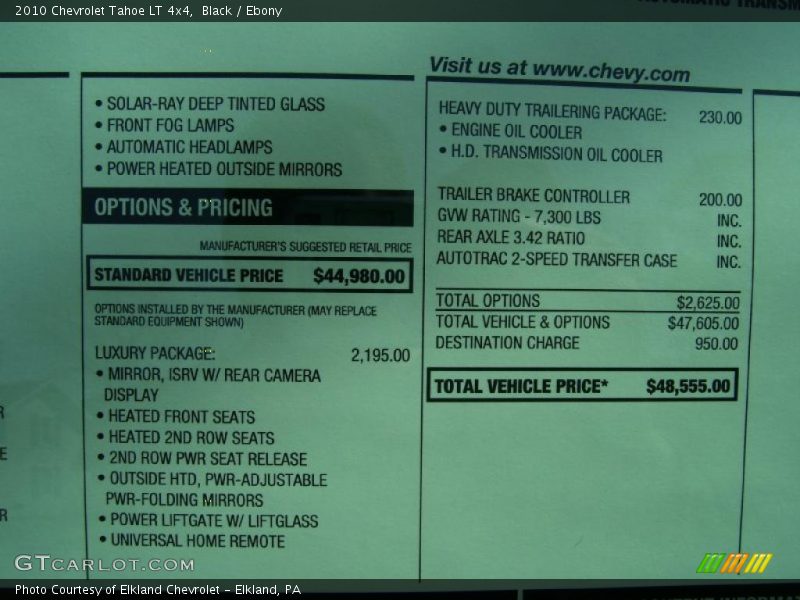 2010 Chevrolet Tahoe LT 4x4, Black / Ebony
• SOLAR-RAY DEEP TINTED GLASS
• FRONT FOG LAMPS
• AUTOMATIC HEADLAMPS
• POWER HEATED OUTSIDE MIRRORS
OPTIONS & PRICING
MANUFACTURER'S SUGGESTED RETAIL PRICE
STANDARD VEHICLE PRICE $44,980.00
OPTIONS INSTALLED BY THE MANUFACTURER (MAY REPLACE
STANDARD EQUIPMENT SHOWN)
LUXURY PACKAGE: 2,195.00
• MIRROR, ISRV W/ REAR CAMERA
DISPLAY
• HEATED FRONT SEATS
• HEATED 2ND ROW SEATS
• 2ND ROW PWR SEAT RELEASE
• OUTSIDE HTD, PWR-ADJUSTABLE
PWR-FOLDING MIRRORS
• POWER LIFTGATE W/ LIFTGLASS
• UNIVERSAL HOME REMOTE
Visit us at www.chevy.com
HEAVY DUTY TRAILERING PACKAGE: 230.00
• ENGINE OIL COOLER
• H.D. TRANSMISSION OIL COOLER
TRAILER BRAKE CONTROLLER 200.00
GVW RATING - 7,300 LBS INC.
REAR AXLE 3.42 RATIO INC.
AUTOTRAC 2-SPEED TRANSFER CASE INC.
TOTAL OPTIONS $2,625.00
TOTAL VEHICLE & OPTIONS $47,605.00
DESTINATION CHARGE 950.00
TOTAL VEHICLE PRICE* $48,555.00
GTCARLOT.COM
Photo Courtesy of Elkland Chevrolet - Elkland, PA